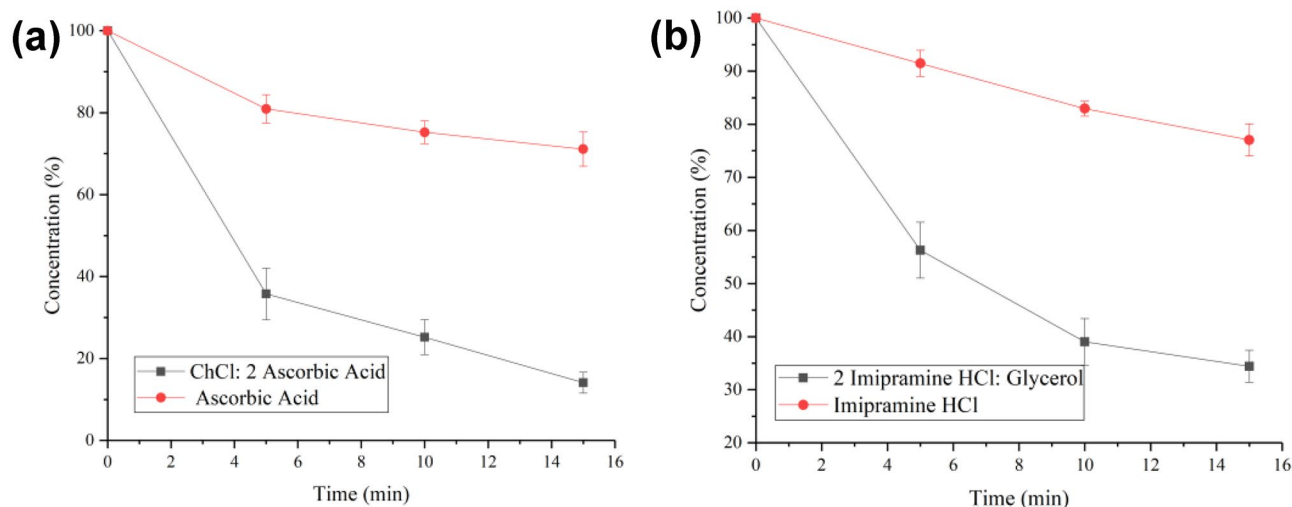 (a)
Concentration (%)
100
80
60
40
20
0
ChCl: 2 Ascorbic Acid
Ascorbic Acid
0 2 4 6 8 10 12 14 16
Time (min)
(b)
Concentration (%)
100
90
80
70
60
50
40
30
20
2 Imipramine HCl: Glycerol
Imipramine HCl
0 2 4 6 8 10 12 14 16
Time (min)